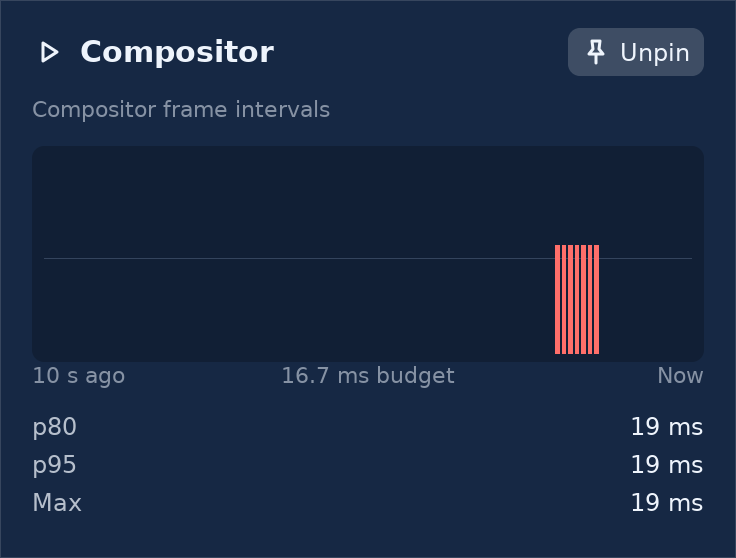 Compositor
Unpin
Compositor frame intervals
10 s ago 16.7 ms budget Now
p80 19 ms
p95 19 ms
Max 19 ms